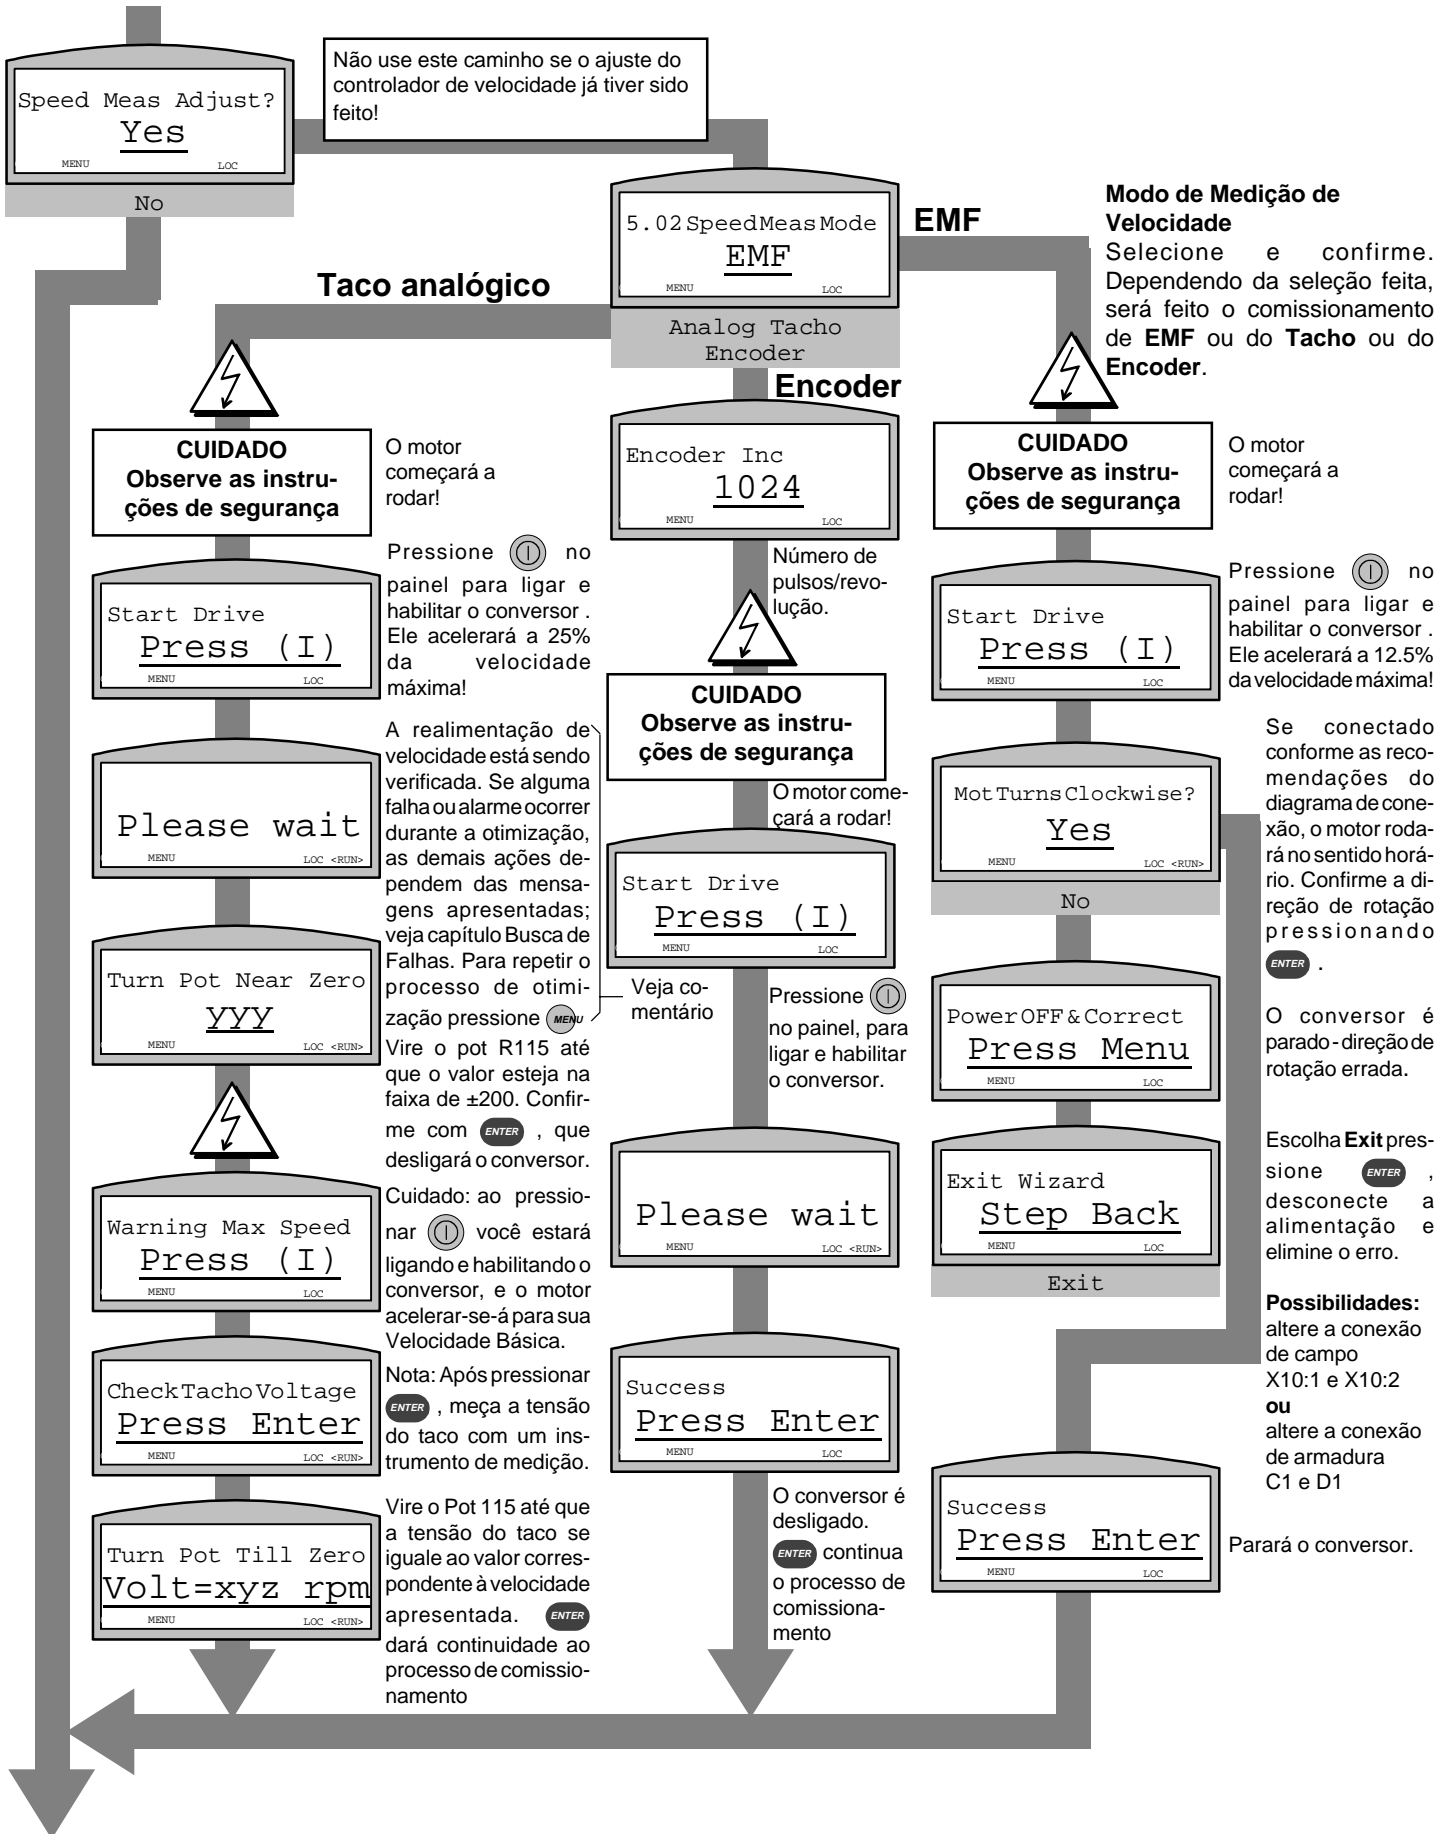 Não use este caminho se o ajuste do
controlador de velocidade já tiver sido
feito!
Speed Meas Adjust?
Yes
MENU LOC
No
5.02 Speed Meas Mode
EMF
MENU LOC
Analog Tacho
Encoder
EMF
Taco analógico
Encoder
Modo de Medição de
Velocidade
Selecione e confirme.
Dependendo da seleção feita,
será feito o comissionamento
de EMF ou do Tacho ou do
Encoder.
CUIDADO
Observe as instru-
ções de segurança
O motor
começará a
rodar!
Start Drive
Press (I)
MENU LOC
Pressione no
painel para ligar e
habilitar o conversor .
Ele acelerará a 25%
da velocidade
máxima!
Please wait
MENU LOC <RUN>
A realimentação de
velocidade está sendo
verificada. Se alguma
falha ou alarme ocorrer
durante a otimização,
as demais ações de-
pendem das mensa-
gens apresentadas;
veja capítulo Busca de
Falhas. Para repetir o
processo de otimi-
zação pressione MENU
Turn Pot Near Zero
yyy
MENU LOC <RUN>
Vire o pot R115 até
que o valor esteja na
faixa de ±200. Confir-
me com ENTER , que
desligará o conversor.
Warning Max Speed
Press (I)
MENU LOC
Cuidado: ao pressio-
nar você estará
ligando e habilitando o
conversor, e o motor
acelerar-se-á para sua
Velocidade Básica.
Check Tacho Voltage
Press Enter
MENU LOC <RUN>
Nota: Após pressionar
ENTER , meça a tensão
do taco com um ins-
trumento de medição.
Turn Pot Till Zero
Volt=xyz rpm
MENU LOC <RUN>
Vire o Pot 115 até que
a tensão do taco se
iguale ao valor corres-
pondente à velocidade
apresentada. ENTER
dará continuidade ao
processo de comissio-
namento
Encoder Inc
1024
MENU LOC
Número de
pulsos/revo-
lução.
CUIDADO
Observe as instru-
ções de segurança
O motor come-
çará a rodar!
Start Drive
Press (I)
MENU LOC
Veja co-
mentário
Pressione
no painel, para
ligar e habilitar
o conversor.
Please wait
MENU LOC <RUN>
Success
Press Enter
MENU LOC
O conversor é
desligado.
ENTER continua
o processo de
comissiona-
mento
CUIDADO
Observe as instru-
ções de segurança
O motor
começará a
rodar!
Start Drive
Press (I)
MENU LOC
Pressione no
painel para ligar e
habilitar o conversor .
Ele acelerará a 12.5%
da velocidade máxima!
Mot Turns Clockwise?
Yes
MENU LOC <RUN>
No
Se conectado
conforme as reco-
mendações do
diagrama de cone-
xão, o motor roda-
rá no sentido horá-
rio. Confirme a di-
reção de rotação
pressionando
ENTER .
Power OFF & Correct
Press Menu
MENU LOC
O conversor é
parado - direção de
rotação errada.
Exit Wizard
Step Back
MENU LOC
Exit
Escolha Exit pres-
sione ENTER ,
desconecte a
alimentação e
elimine o erro.
Possibilidades:
altere a conexão
de campo
X10:1 e X10:2
ou
altere a conexão
de armadura
C1 e D1
Success
Press Enter
MENU LOC
Parará o conversor.